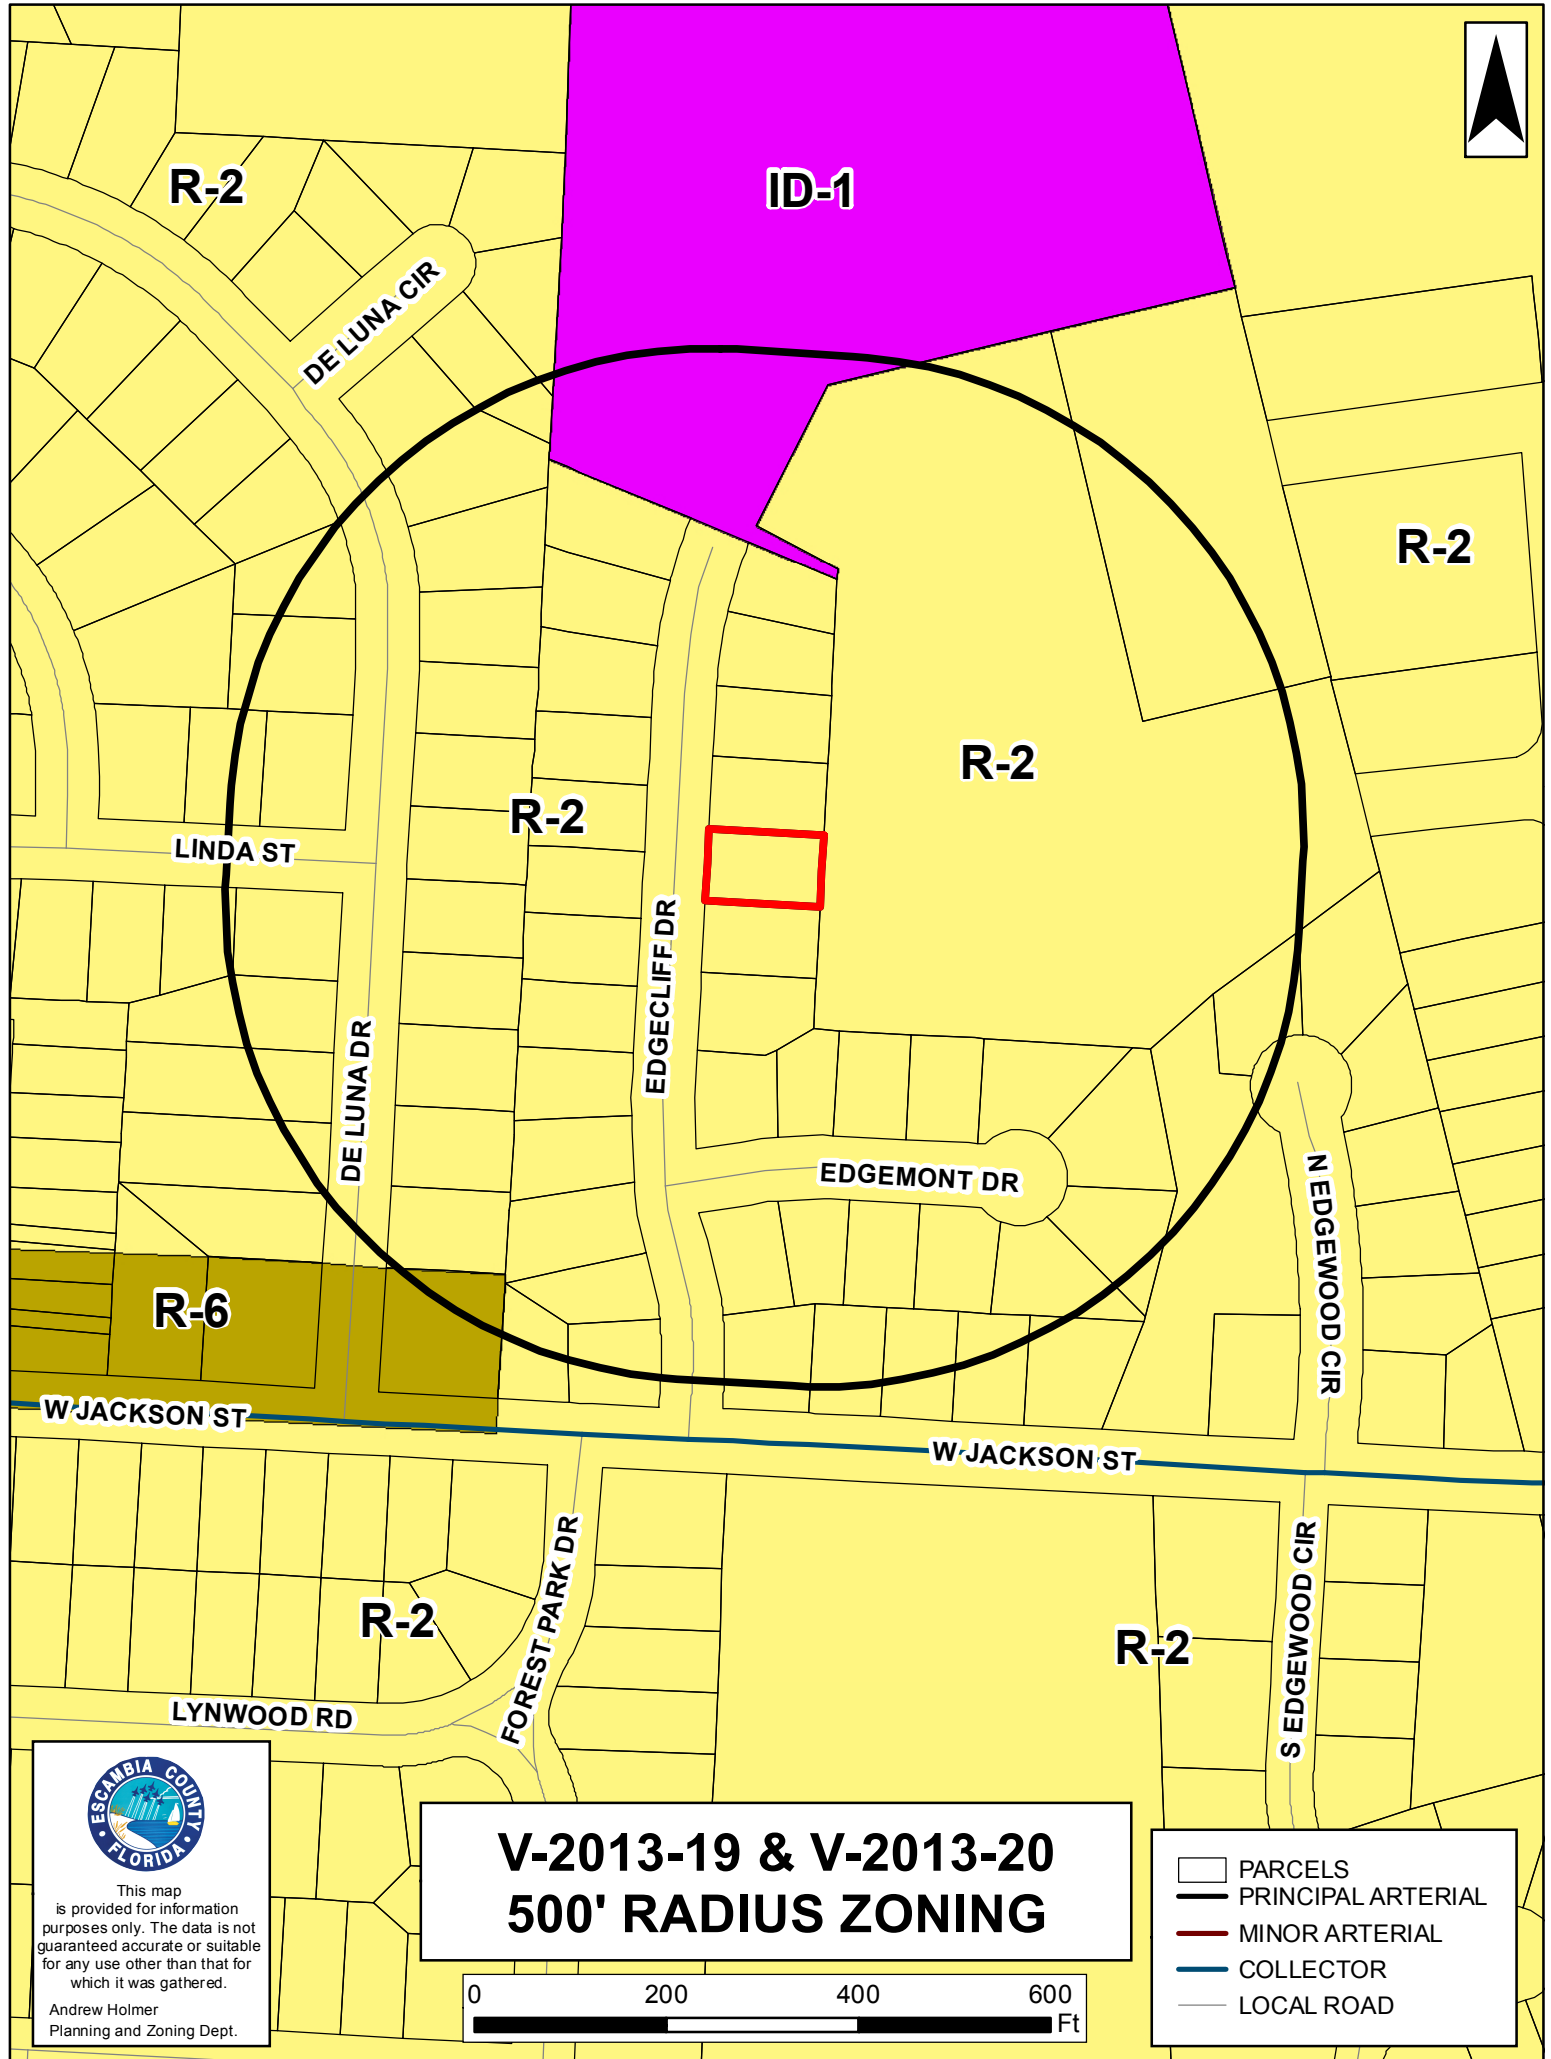 R-2
ID-1
DE LUNA CIR
R-2
R-2
R-2
LINDA ST
EDGECLIFF DR
DE LUNA DR
EDGEMONT DR
N EDGEWOOD CIR
R-6
W JACKSON ST
W JACKSON ST
FOREST PARK DR
S EDGEWOOD CIR
R-2
R-2
LYNWOOD RD
ESCAMBIA COUNTY
FLORIDA
This map
is provided for information
purposes only. The data is not
guaranteed accurate or suitable
for any use other than that for
which it was gathered.
Andrew Holmer
Planning and Zoning Dept.
V-2013-19 & V-2013-20
500' RADIUS ZONING
0 200 400 600
Ft
PARCELS
PRINCIPAL ARTERIAL
MINOR ARTERIAL
COLLECTOR
LOCAL ROAD